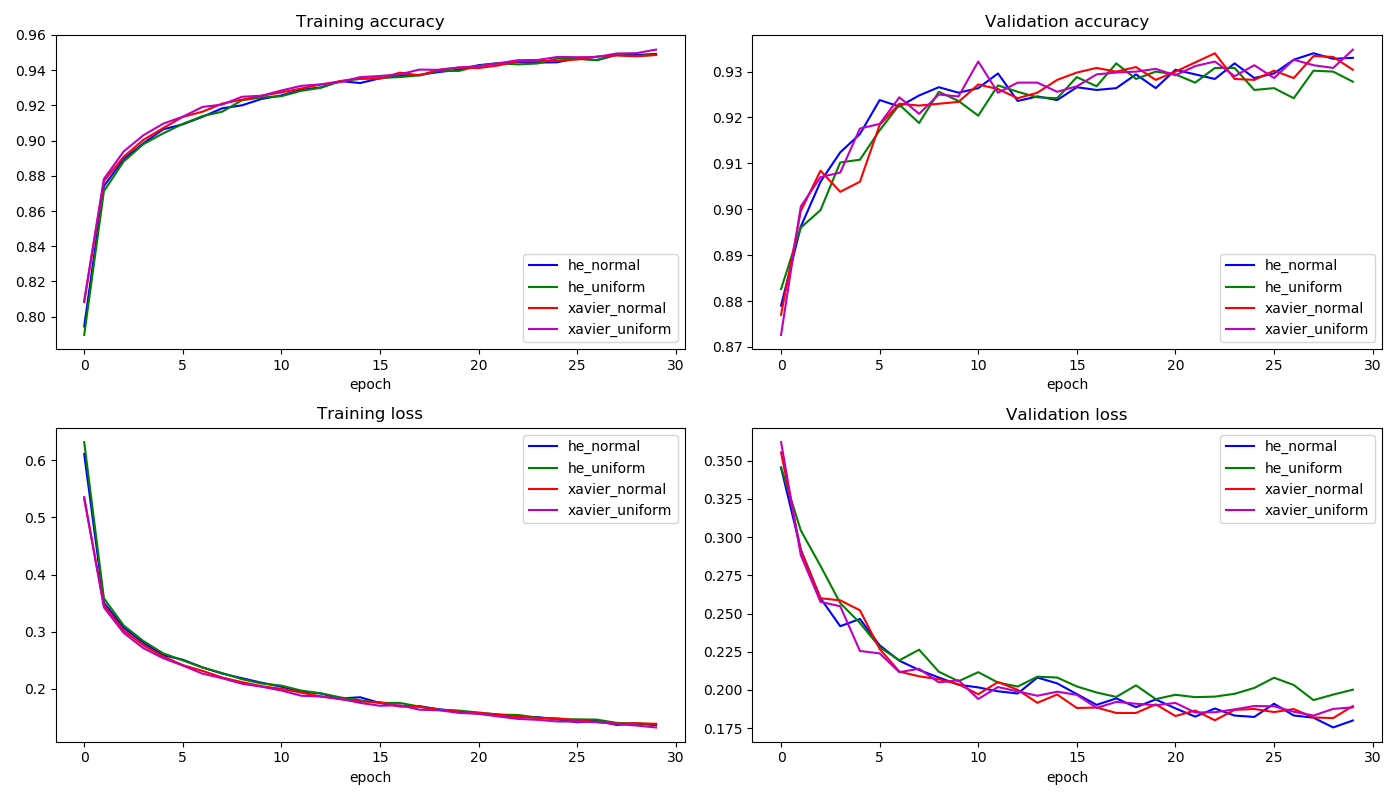 Training accuracy
0.96
0.94
0.92
0.90
0.88
0.86
0.84
0.82
0.80
he_normal
he_uniform
xavier_normal
xavier_uniform
0 5 10 15 20 25 30
epoch
Validation accuracy
0.93
0.92
0.91
0.90
0.89
0.88
0.87
he_normal
he_uniform
xavier_normal
xavier_uniform
0 5 10 15 20 25 30
epoch
Training loss
0.6
0.5
0.4
0.3
0.2
he_normal
he_uniform
xavier_normal
xavier_uniform
0 5 10 15 20 25 30
epoch
Validation loss
0.350
0.325
0.300
0.275
0.250
0.225
0.200
0.175
he_normal
he_uniform
xavier_normal
xavier_uniform
0 5 10 15 20 25 30
epoch